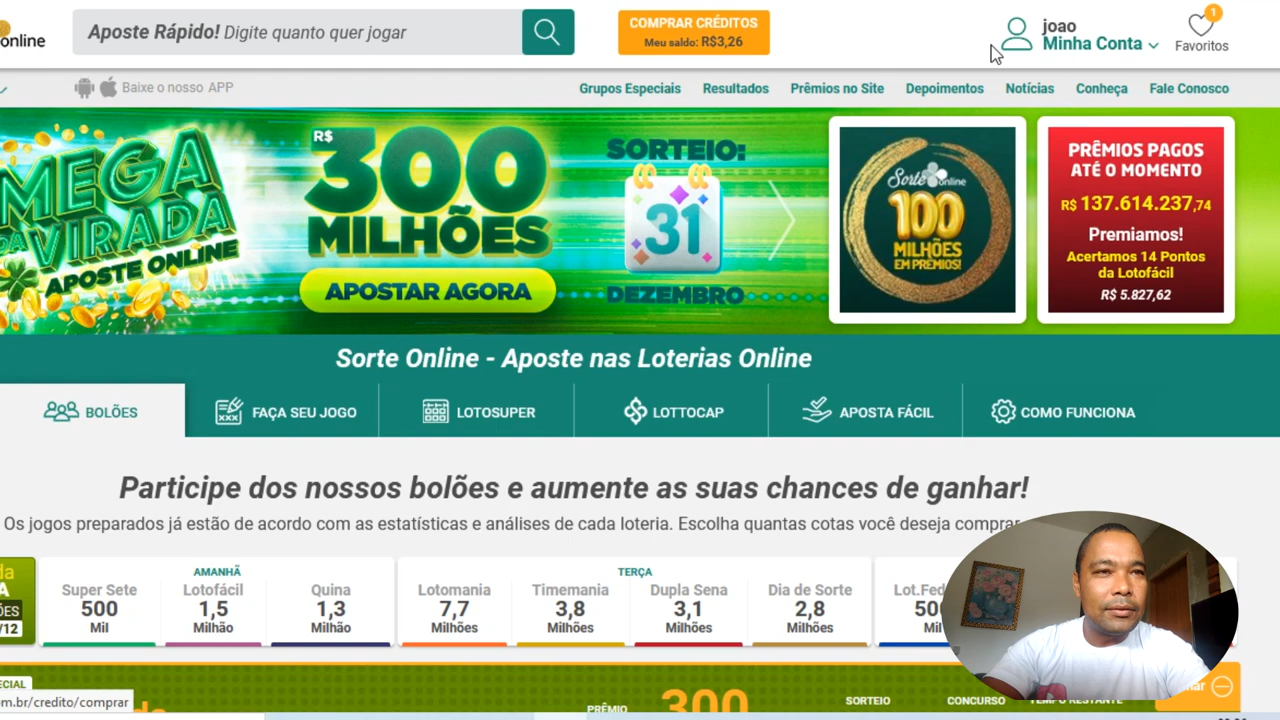 online
Aposte Rápido! Digite quanto quer jogar
COMPRAR CRÉDITOS
Meu saldo: R$3,26
joao
Minha Conta
1
Favoritos
Baixe o nosso APP
Grupos Especiais
Resultados
Prêmios no Site
Depoimentos
Notícias
Conheça
Fale Conosco
MEGA
DA VIRADA
APOSTE ONLINE
R$
300
MILHÕES
APOSTAR AGORA
SORTEIO:
31
DEZEMBRO
Sorte online
100
MILHÕES
EM PRÊMIOS!
PRÊMIOS PAGOS
ATÉ O MOMENTO
R$ 137.614.237,74
Premiamos!
Acertamos 14 Pontos
da Lotofácil
R$ 5.827,62
Sorte Online - Aposte nas Loterias Online
BOLÕES
FAÇA SEU JOGO
LOTOSUPER
LOTTOCAP
APOSTA FÁCIL
COMO FUNCIONA
Participe dos nossos bolões e aumente as suas chances de ganhar!
Os jogos preparados já estão de acordo com as estatísticas e análises de cada loteria. Escolha quantas cotas você deseja comprar
AMANHÃ
TERÇA
Super Sete
500
Mil
Lotofácil
1,5
Milhão
Quina
1,3
Milhão
Lotomania
7,7
Milhões
Timemania
3,8
Milhões
Dupla Sena
3,1
Milhões
Dia de Sorte
2,8
Milhões
Lot.Fed
500
Mil
/12
m.br/credito/comprar
PRÊMIO
300
SORTEIO
CONCURSO
TEMPO RESTANTE